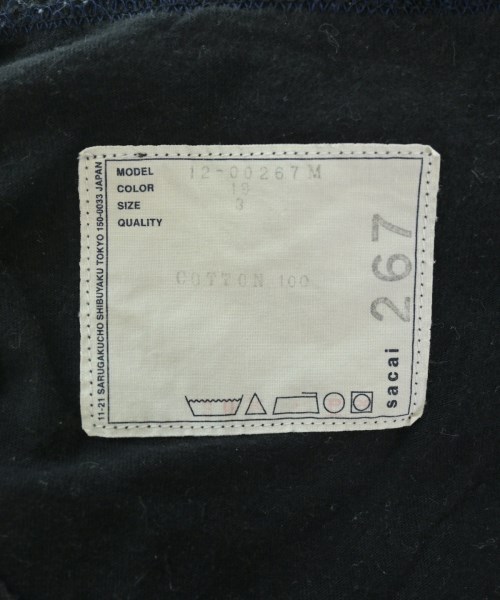 MODEL 12-00267M
COLOR 19
SIZE 3
QUALITY
COTTON 100
sacai 267
11-21 SARUGAKUCHO SHIBUYAKU TOKYO 150-0033 JAPAN